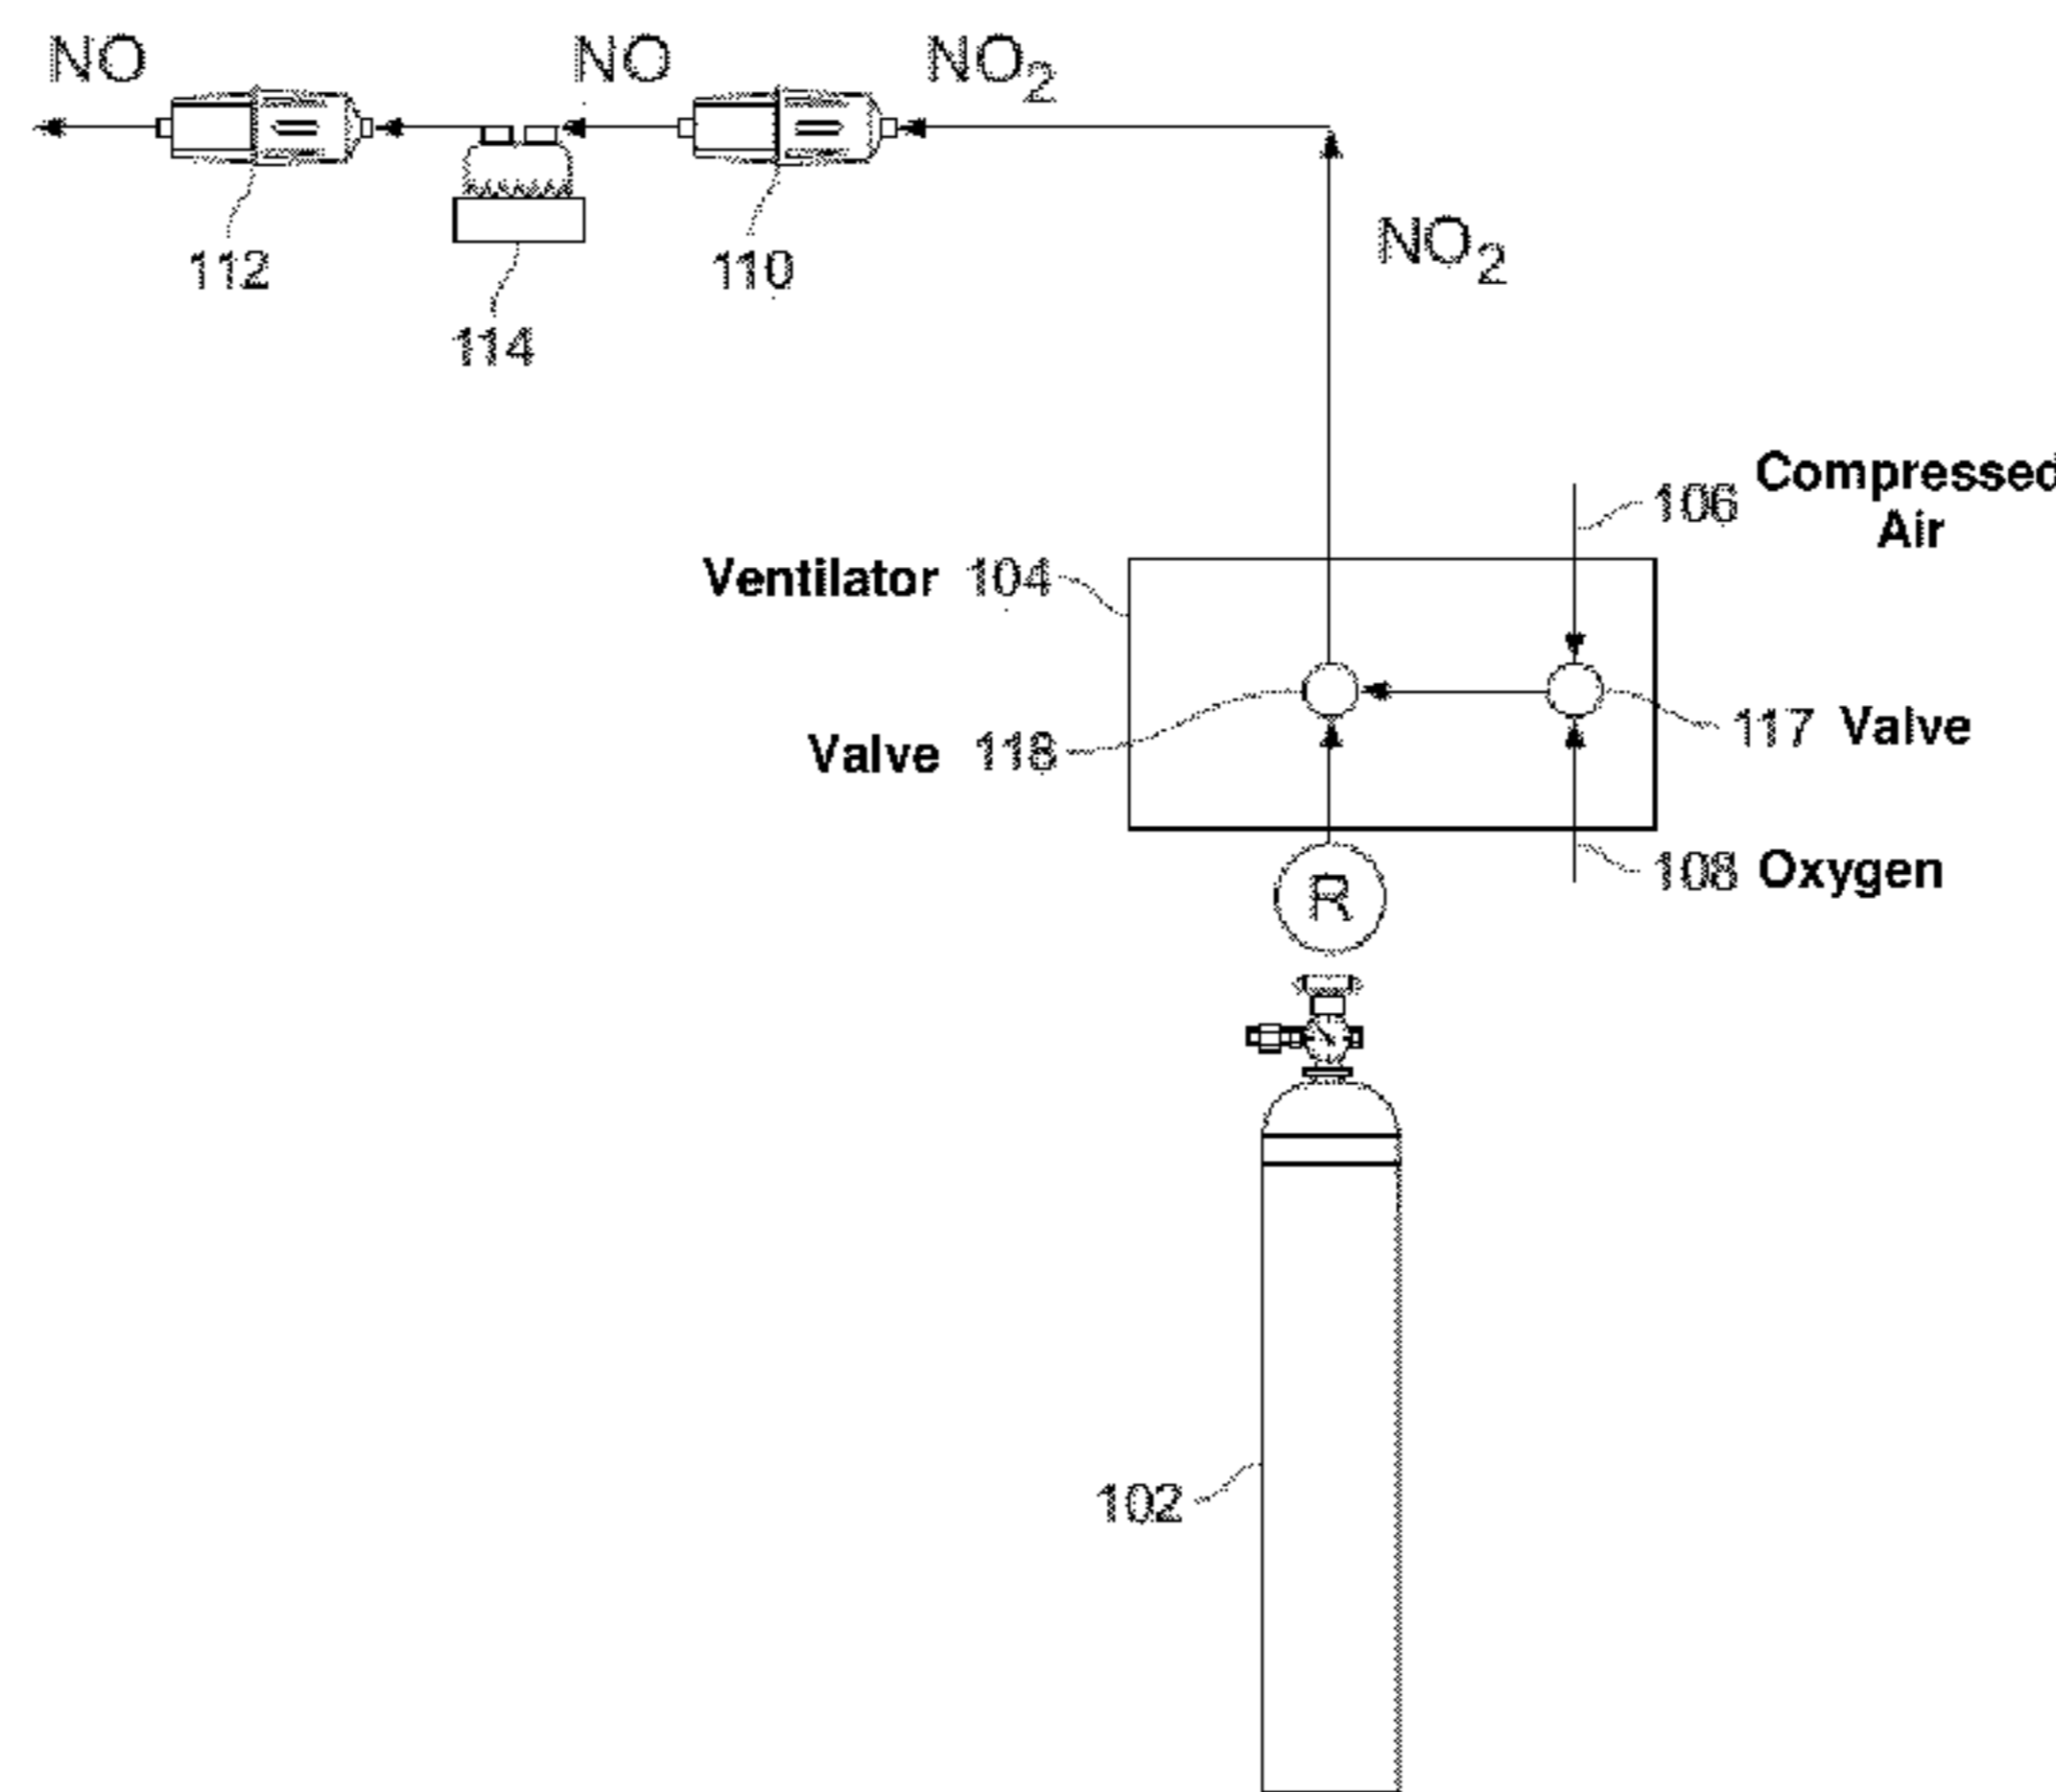 NO NO NO2
112 110
114
NO2
106 Compressed
Air
Ventilator 104
Valve 118
117 Valve
108 Oxygen
R
102